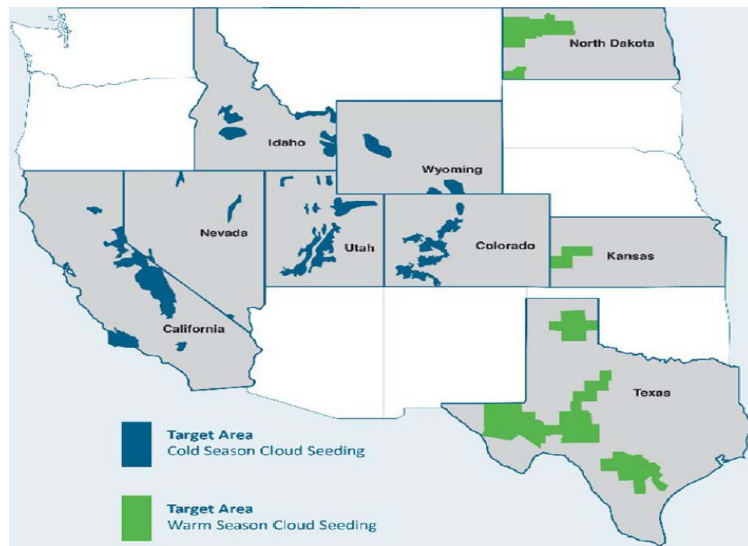 North Dakota
Idaho
Wyoming
Nevada
Utah
Colorado
Kansas
California
Texas
Target Area
Cold Season Cloud Seeding
Target Area
Warm Season Cloud Seeding